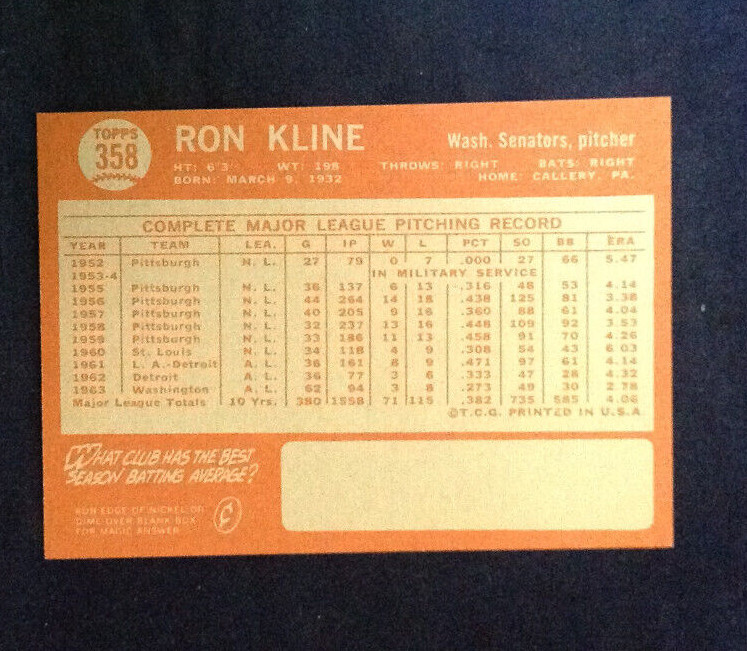 TOPPS
358
RON KLINE
Wash. Senators, pitcher
HT: 6'3 WT: 198 THROWS: RIGHT BATS: RIGHT
BORN: MARCH 9, 1932 HOME: CALLERY, PA.
COMPLETE MAJOR LEAGUE PITCHING RECORD
YEAR TEAM LEA. G IP W L PCT SO BB ERA
1952 Pittsburgh N. L. 27 79 0 7 .000 27 66 5.47
1953-4 IN MILITARY SERVICE
1955 Pittsburgh N. L. 36 137 6 13 .316 48 53 4.14
1956 Pittsburgh N. L. 44 264 14 18 .438 125 81 3.38
1957 Pittsburgh N. L. 40 205 9 16 .360 88 61 4.04
1958 Pittsburgh N. L. 32 237 13 16 .448 109 92 3.53
1959 Pittsburgh N. L. 33 186 11 13 .458 91 70 4.26
1960 St. Louis N. L. 34 118 4 9 .308 54 43 6.03
1961 L. A.-Detroit A. L. 36 161 8 9 .471 97 61 4.14
1962 Detroit A. L. 36 77 3 6 .333 47 28 4.32
1963 Washington A. L. 62 94 3 8 .273 49 30 2.78
Major League Totals 10 Yrs. 380 1558 71 115 .382 735 585 4.06
©T.C.G. PRINTED IN U.S.A.
WHAT CLUB HAS THE BEST
SEASON BATTING AVERAGE?
RUB EDGE OF NICKEL OR
DIME OVER BLANK BOX
FOR MAGIC ANSWER
¢